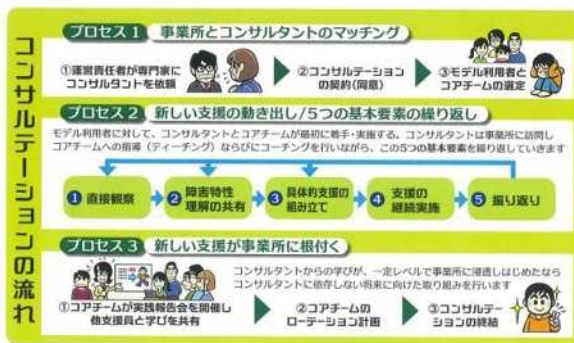 コンサルテーションの流れ
プロセス 1 事業所とコンサルタントのマッチング
①運営責任者が専門家に
コンサルタントを依頼
②コンサルテーション
の契約(同意)
③モデル利用者と
コアチームの選定
プロセス 2 新しい支援の動き出し/5つの基本要素の繰り返し
モデル利用者に対して、コンサルタントとコアチームが最初に着手・実施する。コンサルタントは事業所に訪問し
コアチームへの指導（ティーチング）ならびにコーチングを行いながら、この5つの基本要素を繰り返していきます
❶ 直接観察
❷ 障害特性
理解の共有
❸ 具体的支援の
組み立て
❹ 支援の
継続実施
❺ 振り返り
プロセス 3 新しい支援が事業所に根付く
コンサルタントからの学びが、一定レベルで事業所に浸透しはじめたなら
コンサルタントに依存しない将来に向けた取り組みを行います
①コアチームが実践報告会を開催し
他支援員と学びを共有
②コアチームの
ローテーション計画
③コンサルテー
ションの終結